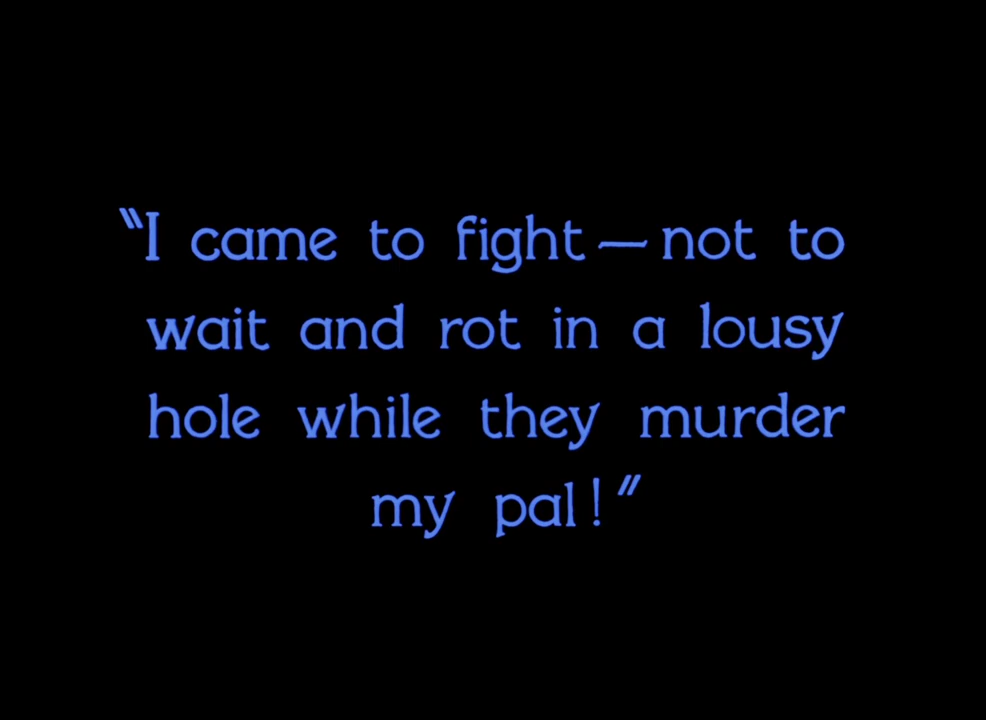 "I came to fight — not to
wait and rot in a lousy
hole while they murder
my pal!"